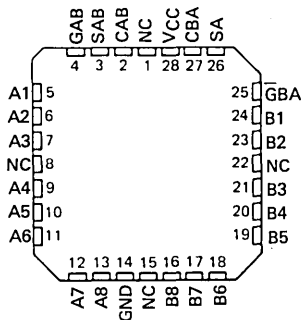 GAB SAB CAB NC VCC CBA SA
4 3 2 1 28 27 26
A1 5 25 G̅BA
A2 6 24 B1
A3 7 23 B2
NC 8 22 NC
A4 9 21 B3
A5 10 20 B4
A6 11 19 B5
12 13 14 15 16 17 18
A7 A8 GND NC B8 B7 B6